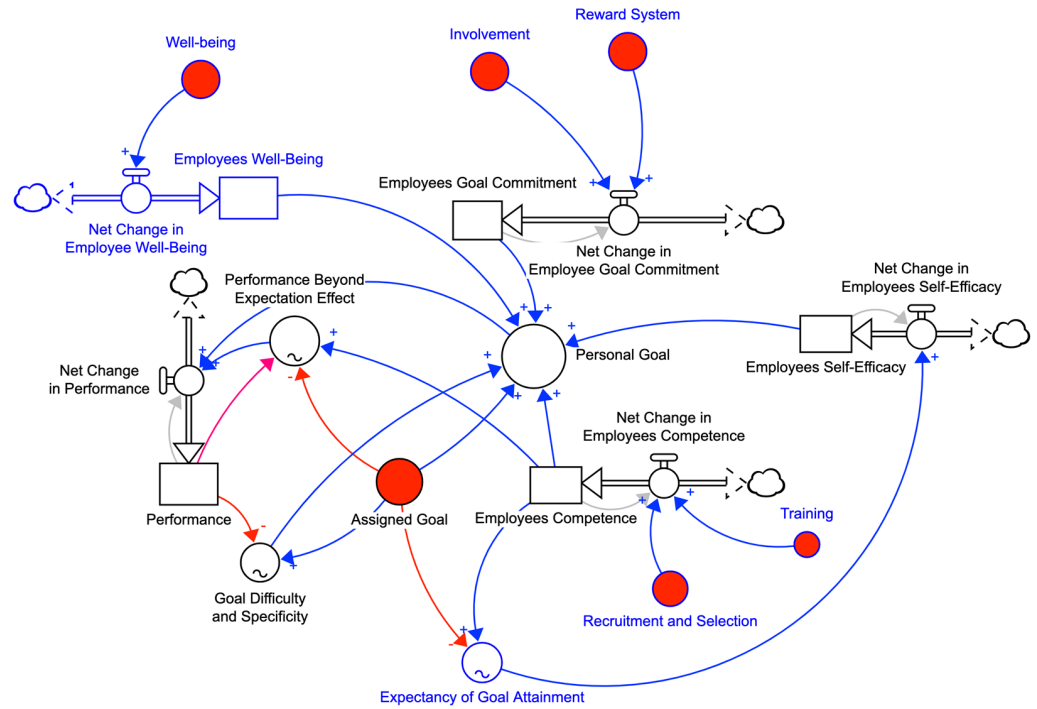 Reward System
Involvement
Well-being
+
Employees Well-Being
Employees Goal Commitment
+
+
Net Change in
Employee Well-Being
Net Change in
Employee Goal Commitment
Net Change in
Employees Self-Efficacy
Performance Beyond
Expectation Effect
+
+
+
+
+
+
+
Personal Goal
+
Employees Self-Efficacy
Net Change
in Performance
-
+
+
Net Change in
Employees Competence
+
+
Performance
Assigned Goal
Employees Competence
Training
-
+
Goal Difficulty
and Specificity
Recruitment and Selection
+
-
Expectancy of Goal Attainment